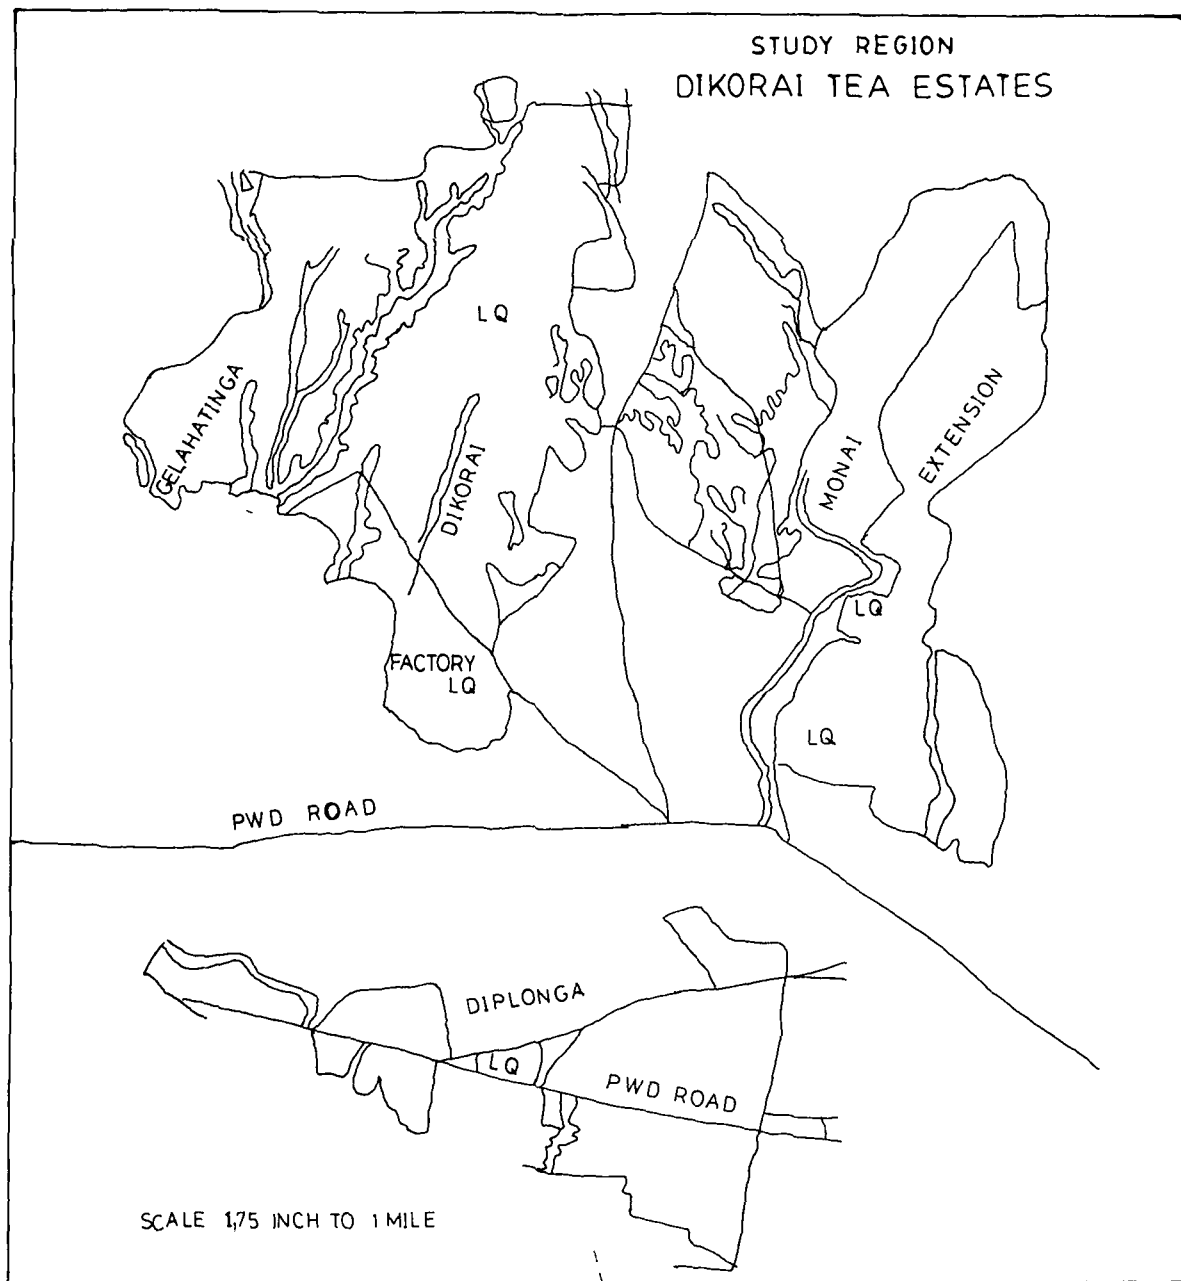 STUDY REGION
DIKORAI TEA ESTATES
LQ
GELAHATINGA
DIKORAI
MONAI
EXTENSION
LQ
FACTORY
LQ
LQ
PWD ROAD
DIPLONGA
LQ
PWD ROAD
SCALE 1,75 INCH TO 1 MILE